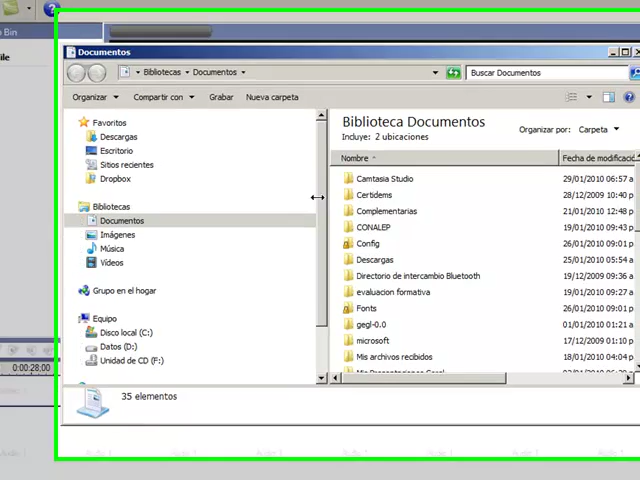 Bin
ile
Documentos
Bibliotecas Documentos
Buscar Documentos
Organizar Compartir con Grabar Nueva carpeta
Favoritos
Descargas
Escritorio
Sitios recientes
Dropbox
Bibliotecas
Documentos
Imágenes
Música
Vídeos
Grupo en el hogar
Equipo
Disco local (C:)
Datos (D:)
Unidad de CD (F:)
Biblioteca Documentos
Incluye: 2 ubicaciones
Organizar por: Carpeta
Nombre Fecha de modificació
Camtasia Studio 29/01/2010 06:57 a
Certidems 28/12/2009 10:40 p
Complementarias 21/01/2010 12:48 p
CONALEP 19/01/2010 09:43 p
Config 26/01/2010 09:01 p
Descargas 25/01/2010 05:54 a
Directorio de intercambio Bluetooth 19/12/2009 09:36 p
evaluacion formativa 19/01/2010 09:27 p
Fonts 26/01/2010 09:01 p
gegl-0.0 01/01/2010 01:21 a
microsoft 19/01/2010 09:33 p
Mis archivos recibidos 18/01/2010 04:04 p
35 elementos
0:00:28;00